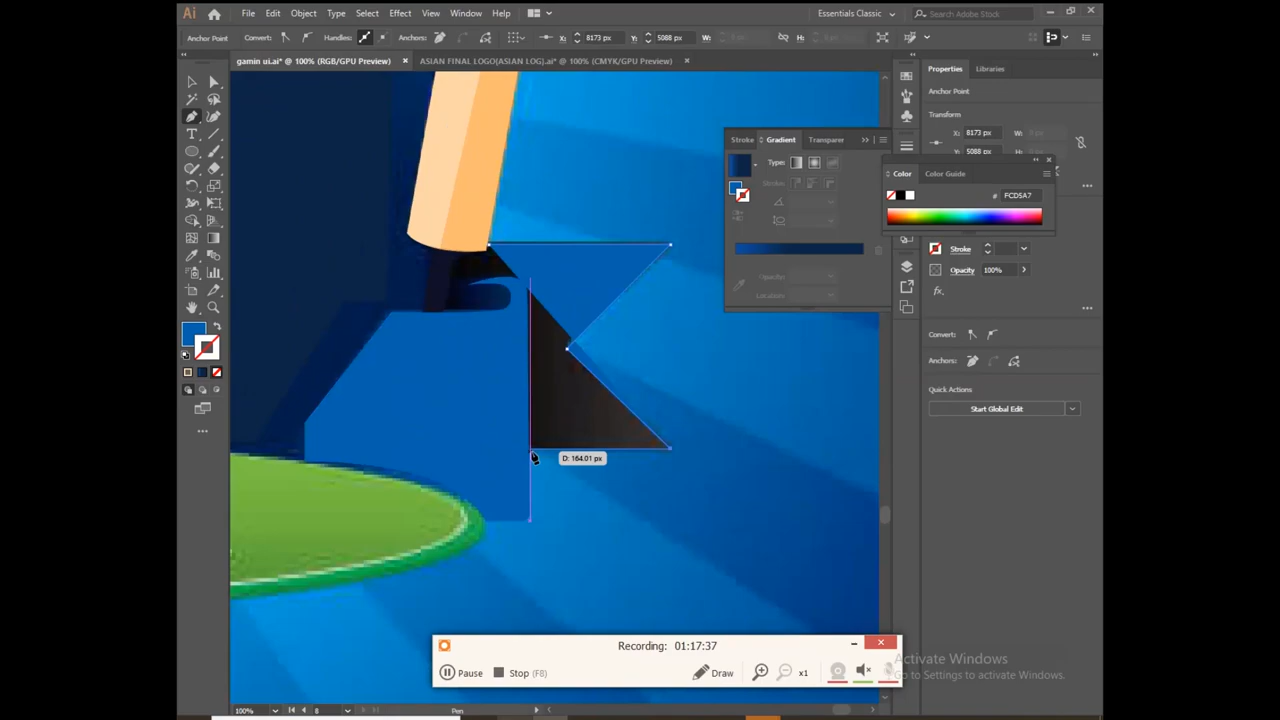 Ai File Edit Object Type Select Effect View Window Help Essentials Classic Search Adobe Stock
Anchor Point Convert: Handles: Anchors: X: 8173 px Y: 5088 px W: H:
gamin ui.ai* @ 100% (RGB/GPU Preview) × ASIAN FINAL LOGO[ASIAN LOG].ai* @ 100% (CMYK/GPU Preview) ×
Properties Libraries
Anchor Point
Transform
X: 8173 px W:
Y: 5088 px H:
Stroke Gradient Transparer
Type:
Stroke:
Opacity:
Location:
Color Color Guide
# FCD5A7
Stroke
Opacity 100%
fx.
Convert:
Anchors:
Quick Actions
Start Global Edit
D: 164.01 px
Recording: 01:17:37
Pause Stop (F8) Draw x1
Activate Windows
Go to Settings to activate Windows.
100% 8 Pen